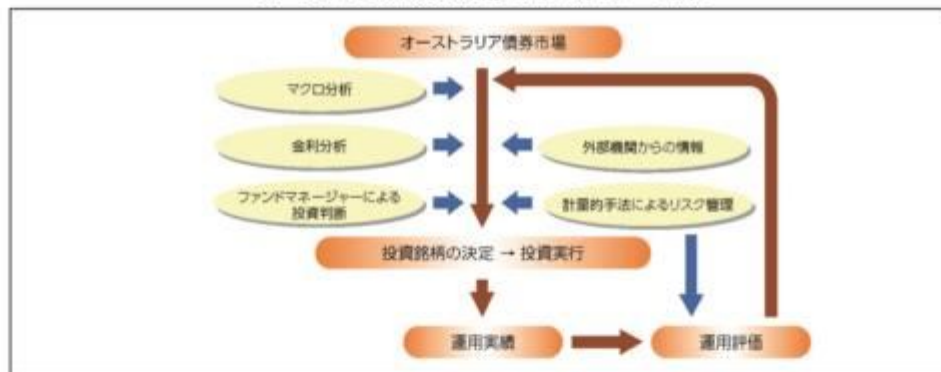 オーストラリア債券市場
マクロ分析
金利分析
外部機関からの情報
ファンドマネージャーによる
投資判断
計量的手法によるリスク管理
投資銘柄の決定 → 投資実行
運用実績
運用評価